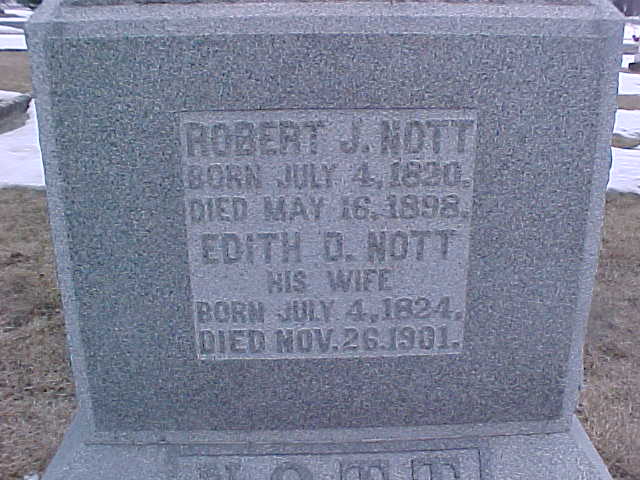 ROBERT J. NOTT
BORN JULY 4, 1820.
DIED MAY 16, 1898.
EDITH D. NOTT
HIS WIFE
BORN JULY 4, 1824.
DIED NOV. 26, 1901.
NOTT